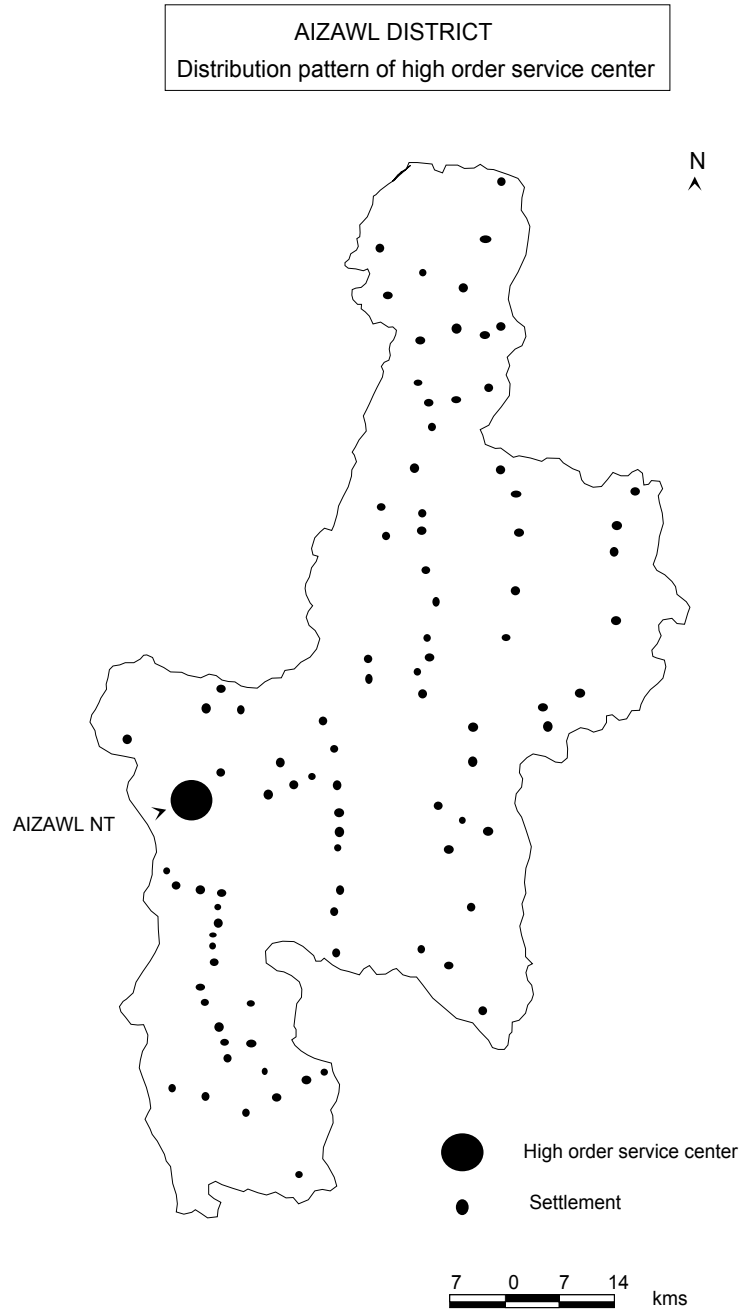 AIZAWL DISTRICT
Distribution pattern of high order service center
N
AIZAWL NT
High order service center
Settlement
7 0 7 14
kms